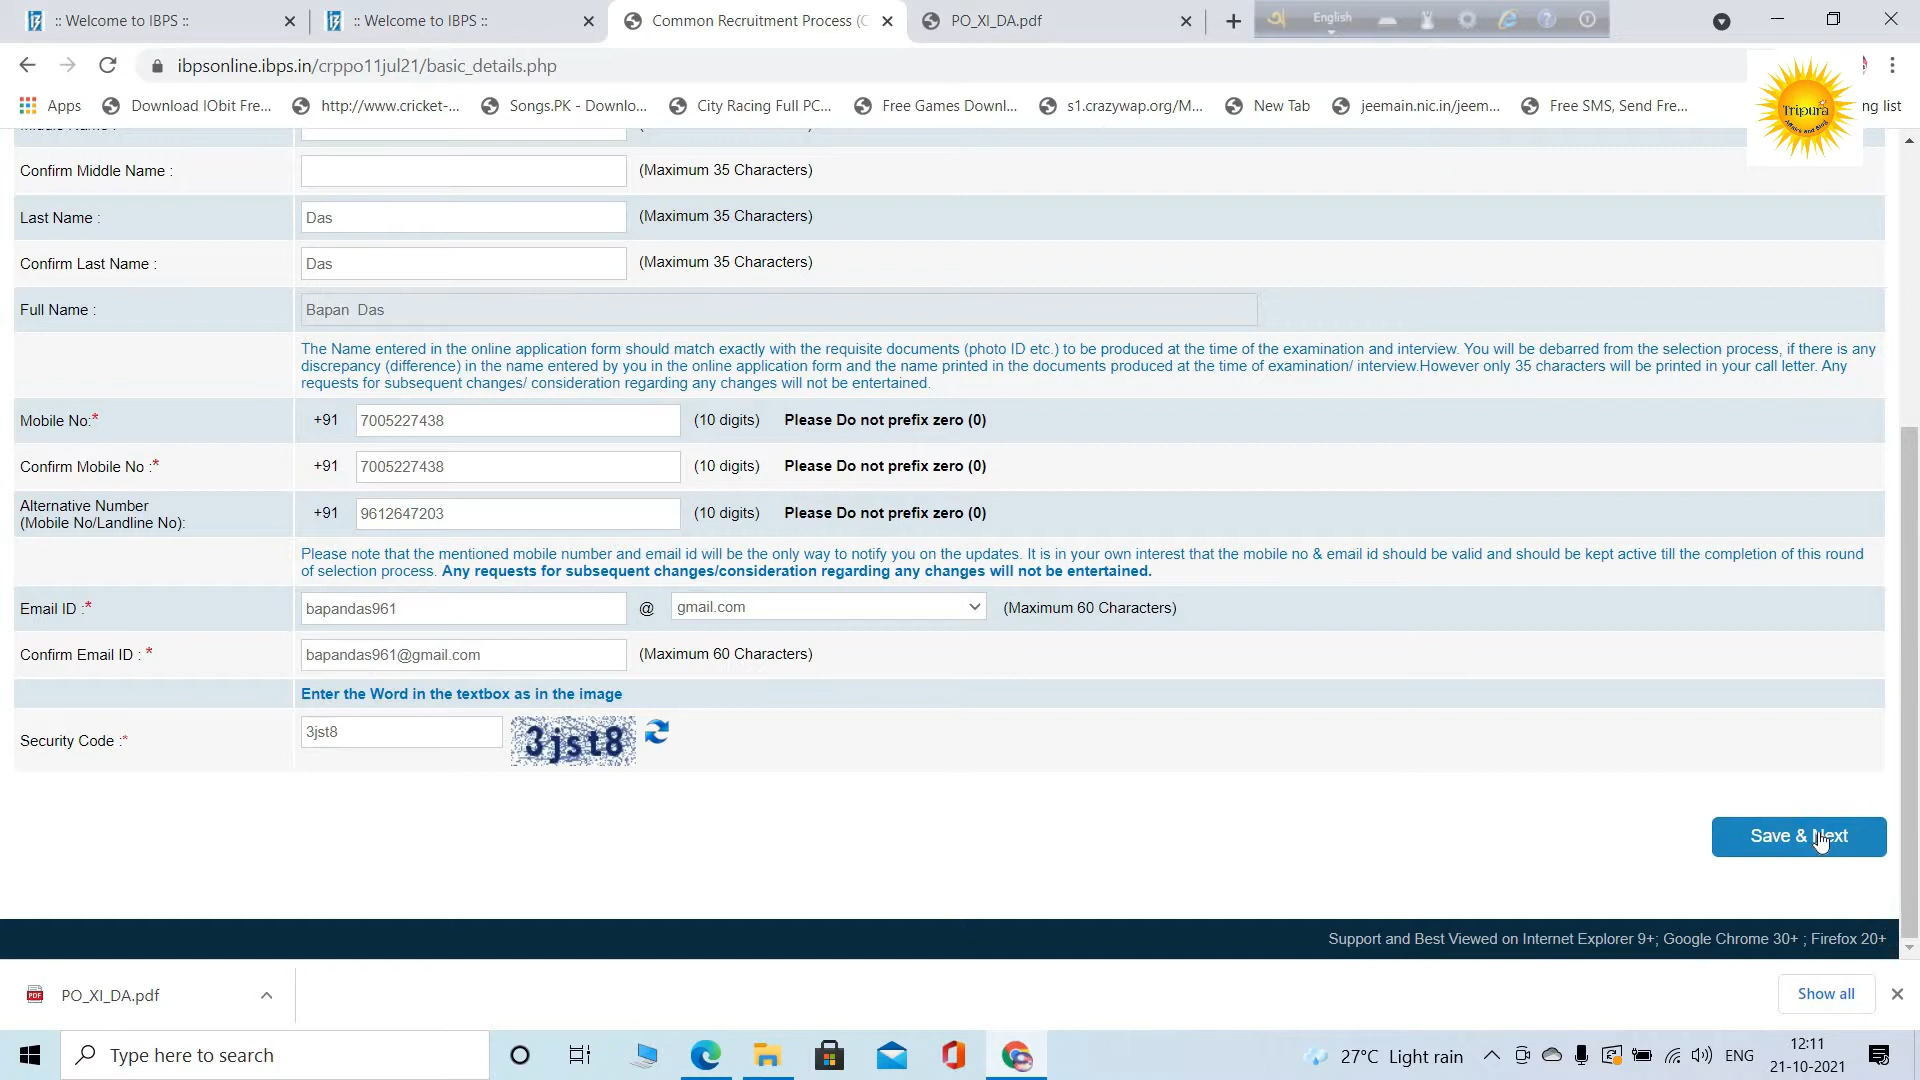 :: Welcome to IBPS ::
:: Welcome to IBPS ::
Common Recruitment Process (C
PO_XI_DA.pdf
English
ibpsonline.ibps.in/crppo11jul21/basic_details.php
Apps
Download IObit Fre...
http://www.cricket-...
Songs.PK - Downlo...
City Racing Full PC...
Free Games Downl...
s1.crazywap.org/M...
New Tab
jeemain.nic.in/jeem...
Free SMS, Send Fre...
ng list
Tripura
Confirm Middle Name :
(Maximum 35 Characters)
Last Name :
Das
(Maximum 35 Characters)
Confirm Last Name :
Das
(Maximum 35 Characters)
Full Name :
Bapan  Das
The Name entered in the online application form should match exactly with the requisite documents (photo ID etc.) to be produced at the time of the examination and interview. You will be debarred from the selection process, if there is any
discrepancy (difference) in the name entered by you in the online application form and the name printed in the documents produced at the time of examination/ interview.However only 35 characters will be printed in your call letter. Any
requests for subsequent changes/ consideration regarding any changes will not be entertained.
Mobile No:*
+91
7005227438
(10 digits)
Please Do not prefix zero (0)
Confirm Mobile No :*
+91
7005227438
(10 digits)
Please Do not prefix zero (0)
Alternative Number
(Mobile No/Landline No):
+91
9612647203
(10 digits)
Please Do not prefix zero (0)
Please note that the mentioned mobile number and email id will be the only way to notify you on the updates. It is in your own interest that the mobile no & email id should be valid and should be kept active till the completion of this round
of selection process. Any requests for subsequent changes/consideration regarding any changes will not be entertained.
Email ID :*
bapandas961
@
gmail.com
(Maximum 60 Characters)
Confirm Email ID : *
bapandas961@gmail.com
(Maximum 60 Characters)
Enter the Word in the textbox as in the image
Security Code :*
3jst8
3jst8
Save & Next
Support and Best Viewed on Internet Explorer 9+; Google Chrome 30+ ; Firefox 20+
PDF
PO_XI_DA.pdf
Show all
Type here to search
27°C Light rain
ENG
12:11
21-10-2021